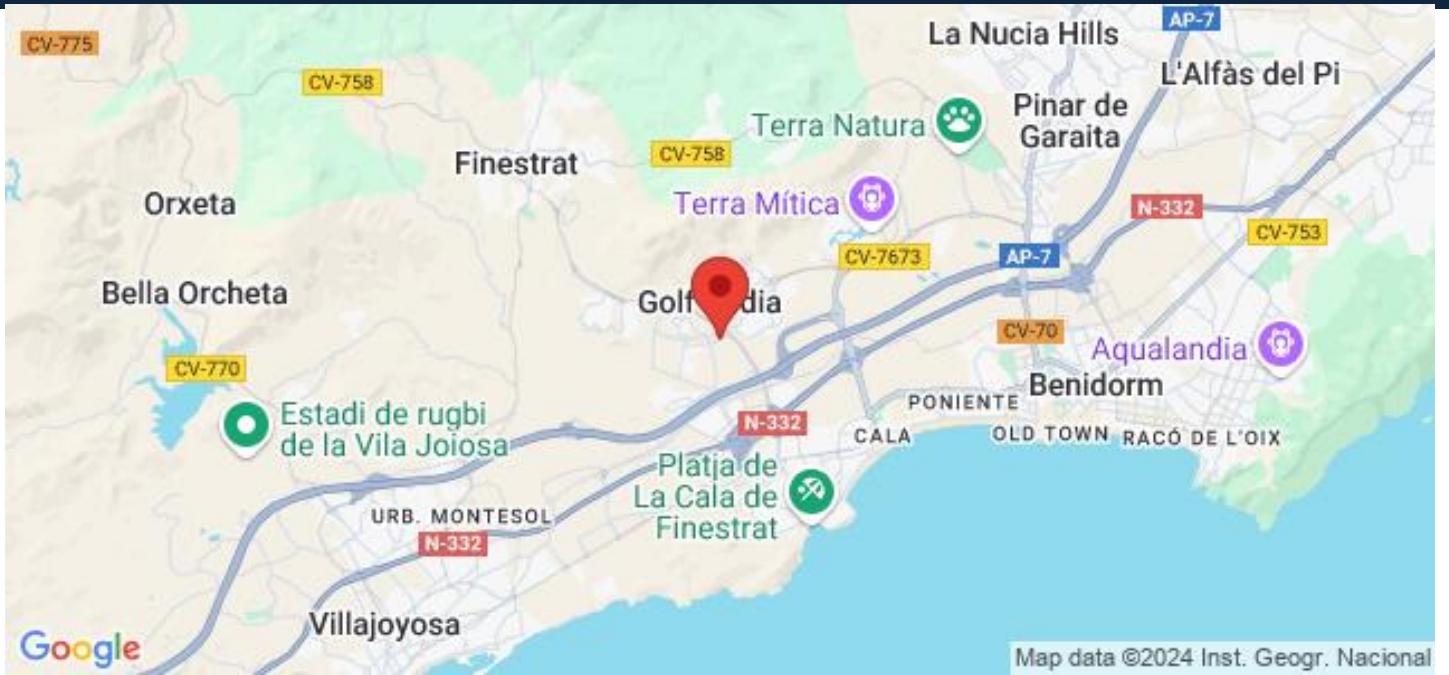 CV-775
CV-758
La Nucia Hills
AP-7
L'Alfàs del Pi
Terra Natura
Pinar de
Garaita
Finestrat
CV-758
Orxeta
Terra Mítica
N-332
CV-753
CV-7673
AP-7
Bella Orcheta
Golf
dia
CV-70
Aqualandia
CV-770
Benidorm
PONIENTE
Estadi de rugbi
de la Vila Joiosa
N-332
CALA
OLD TOWN
RACÓ DE L'OIX
Platja de
La Cala de
Finestrat
URB. MONTESOL
N-332
Villajoyosa
Google
Map data ©2024 Inst. Geogr. Nacional